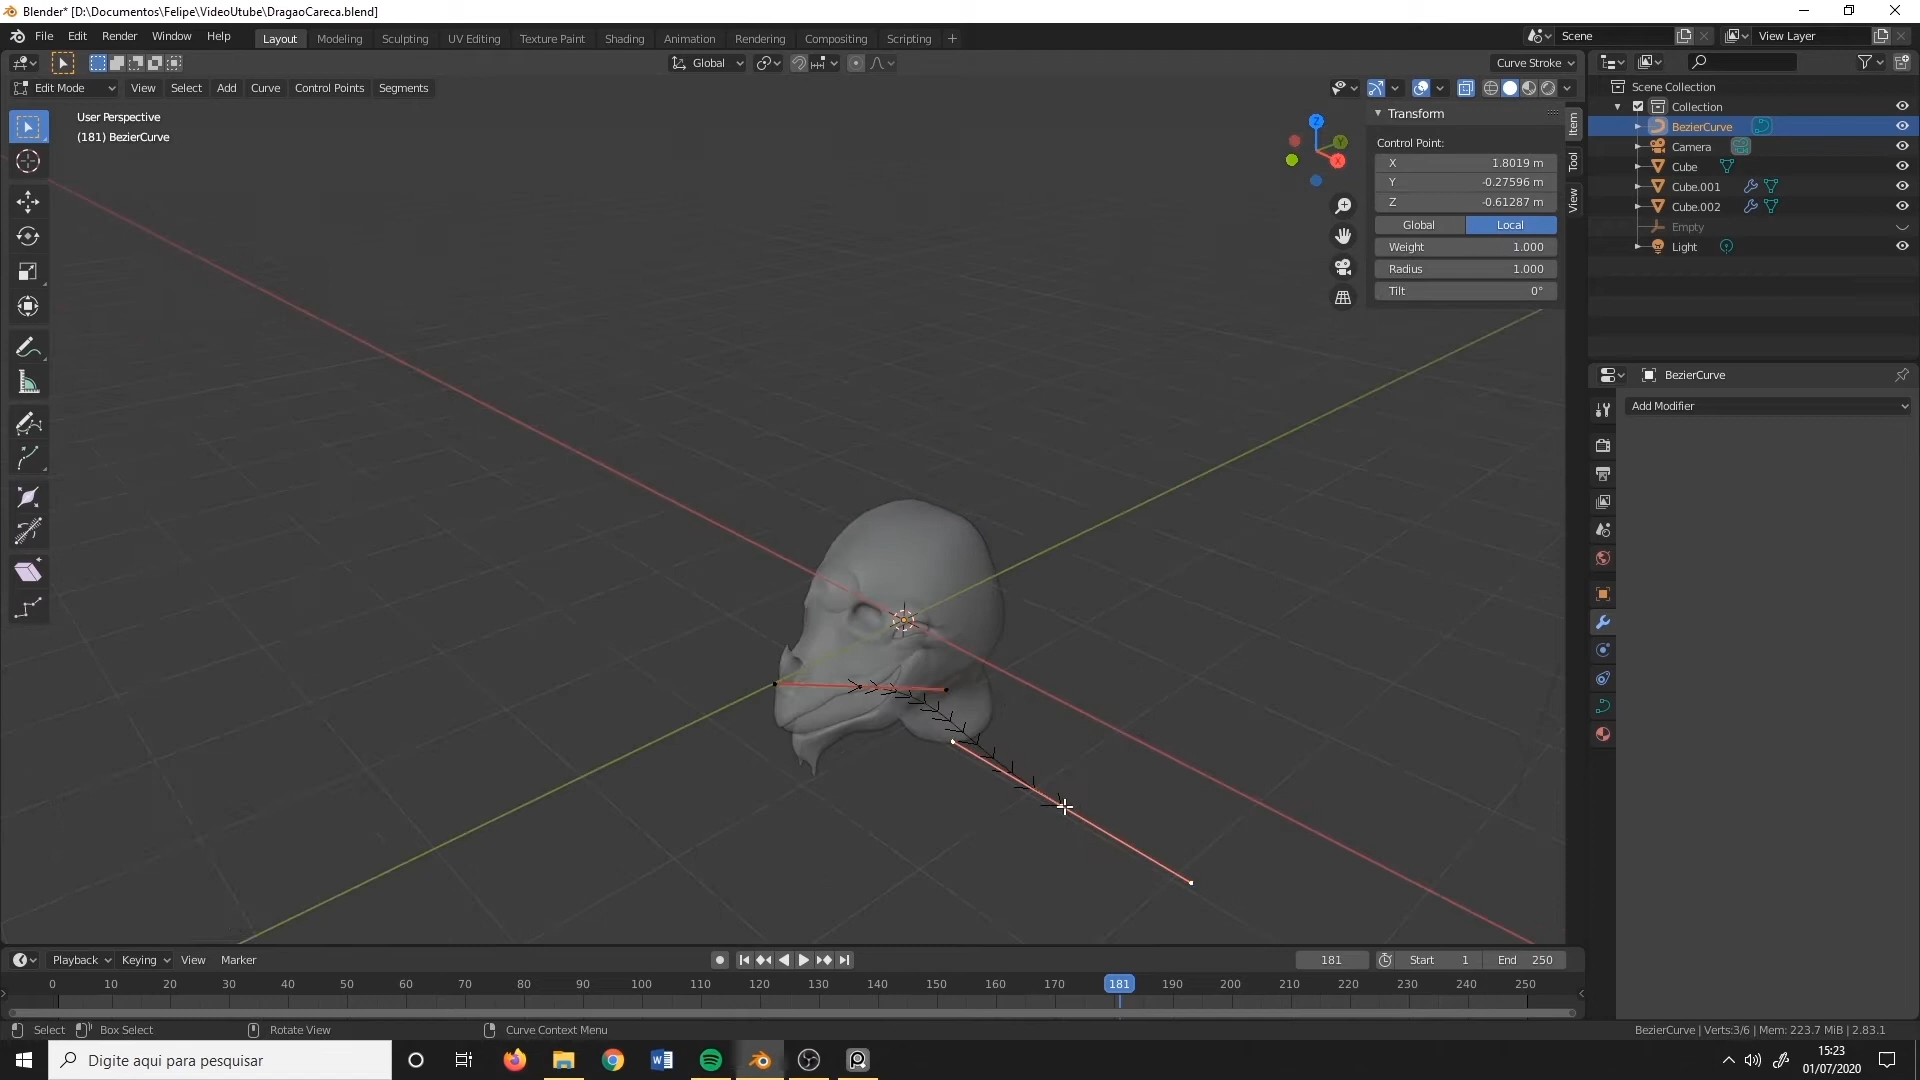 Blender* [D:\Documentos\Felipe\VideoUtube\DragaoCareca.blend]
File Edit Render Window Help
Layout Modeling Sculpting UV Editing Texture Paint Shading Animation Rendering Compositing Scripting +
Scene
View Layer
Global
Curve Stroke
Edit Mode View Select Add Curve Control Points Segments
User Perspective
(181) BezierCurve
Z
Y
X
Transform
Control Point:
X 1.8019 m
Y -0.27596 m
Z -0.61287 m
Global Local
Weight 1.000
Radius 1.000
Tilt 0°
Item
Tool
View
Scene Collection
Collection
BezierCurve
Camera
Cube
Cube.001
Cube.002
Empty
Light
BezierCurve
Add Modifier
Playback Keying View Marker
181 Start 1 End 250
0 10 20 30 40 50 60 70 80 90 100 110 120 130 140 150 160 170 181 190 200 210 220 230 240 250
Select Box Select Rotate View Curve Context Menu
BezierCurve | Verts:3/6 | Mem: 223.7 MiB | 2.83.1
Digite aqui para pesquisar
15:23
01/07/2020